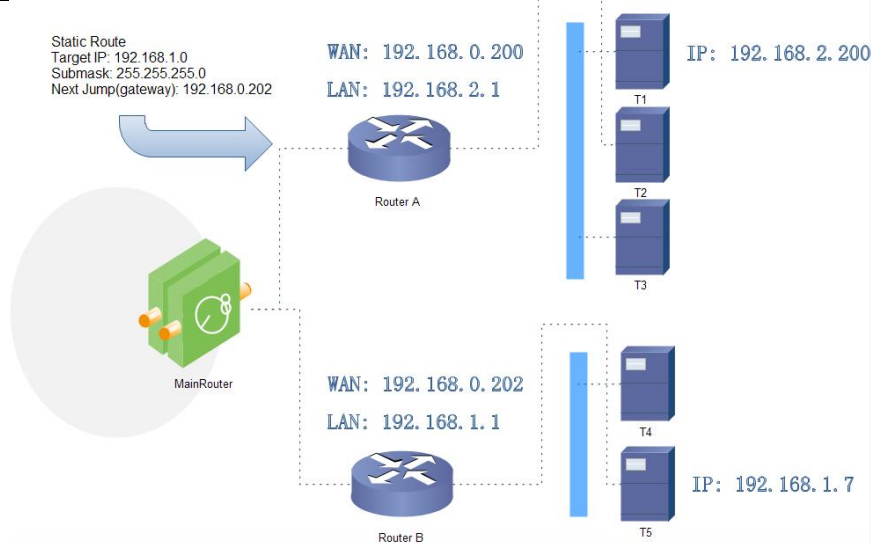 Static Route
Target IP: 192.168.1.0
Submask: 255.255.255.0
Next Jump(gateway): 192.168.0.202
WAN: 192.168.0.200
LAN: 192.168.2.1
Router A
IP: 192.168.2.200
T1
T2
T3
MainRouter
WAN: 192.168.0.202
LAN: 192.168.1.1
Router B
T4
IP: 192.168.1.7
T5